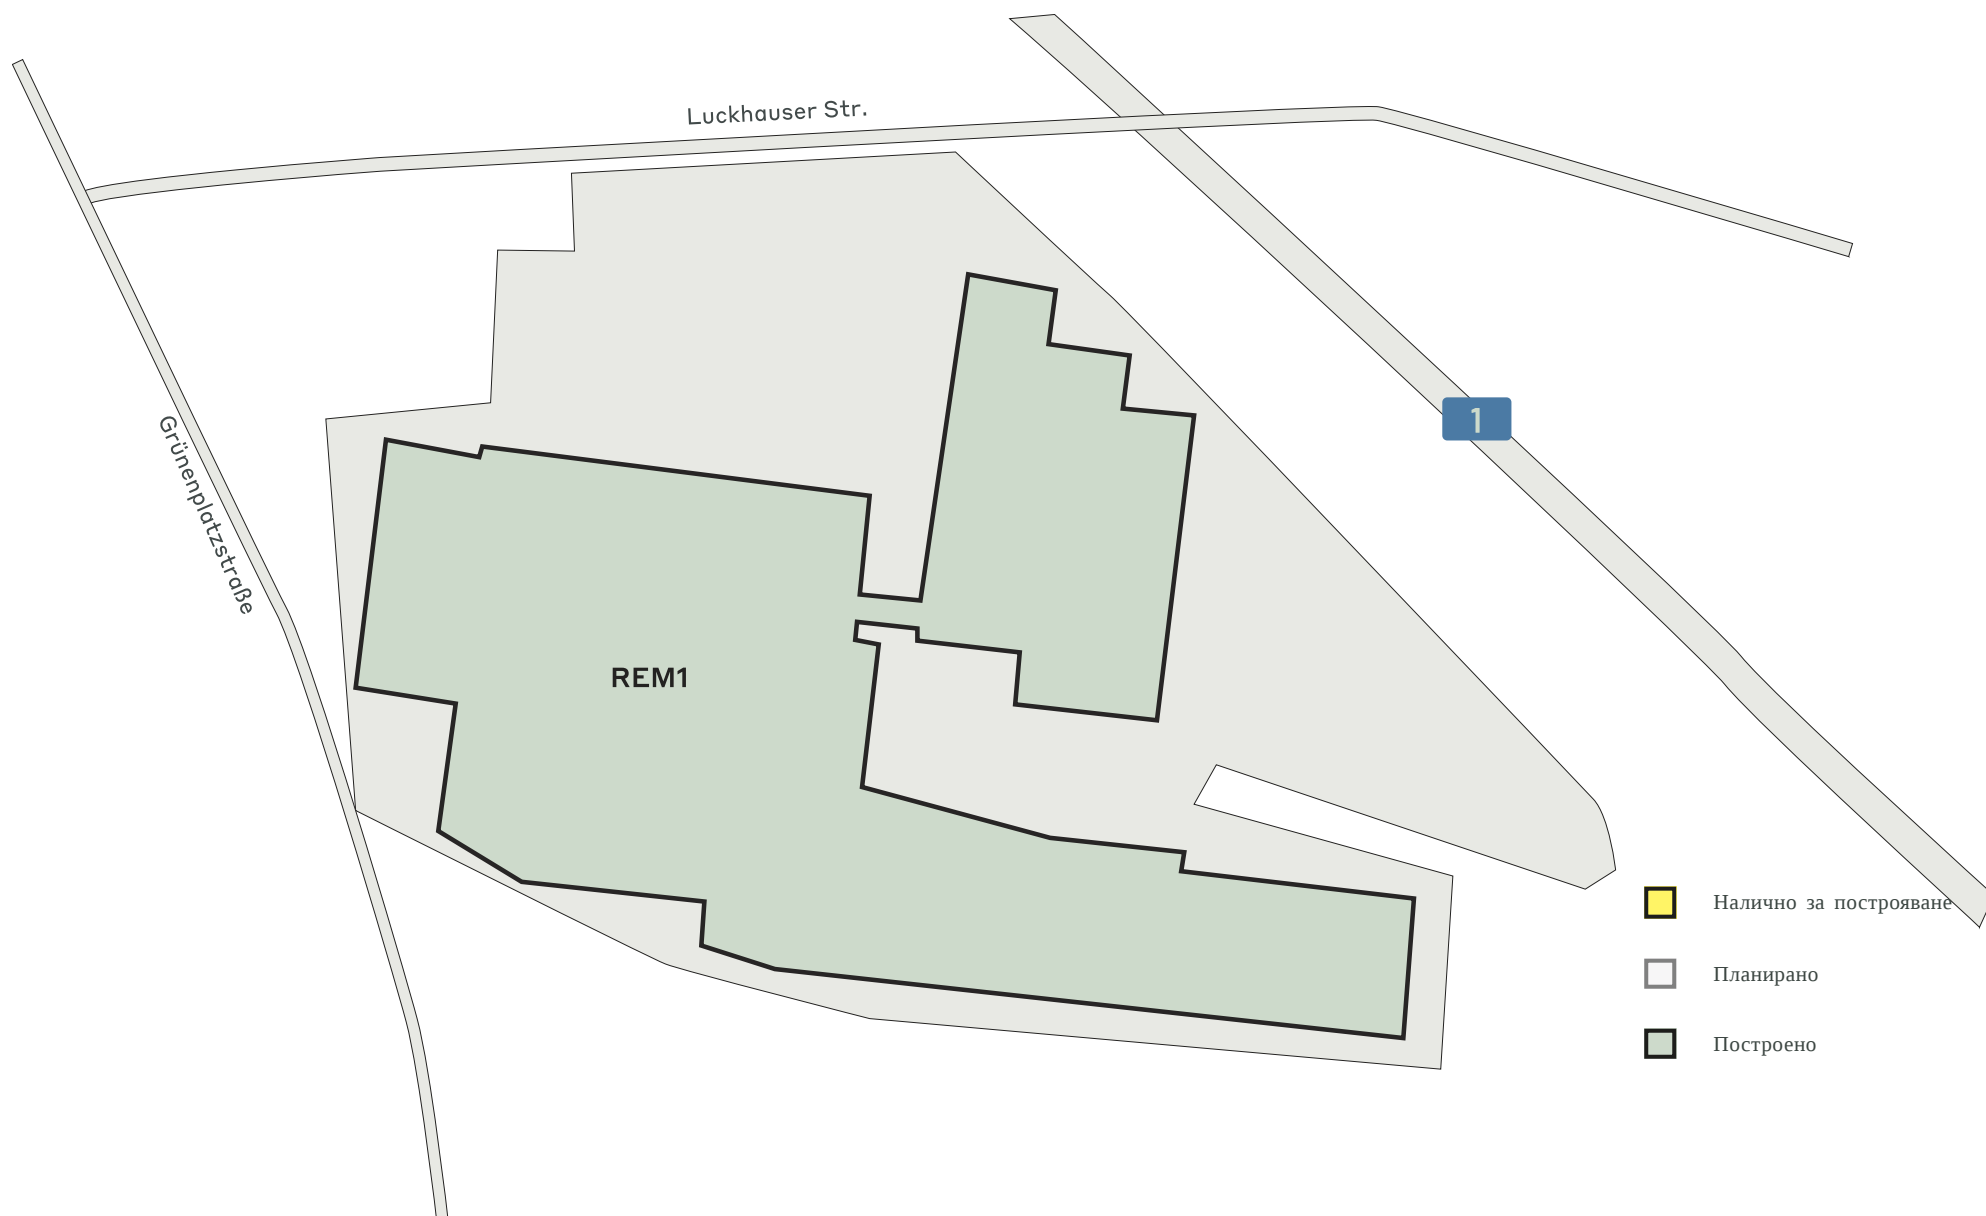 Luckhauser Str.
1
Grünenplatzstraße
REM1
Налично за построяване
Планирано
Построено